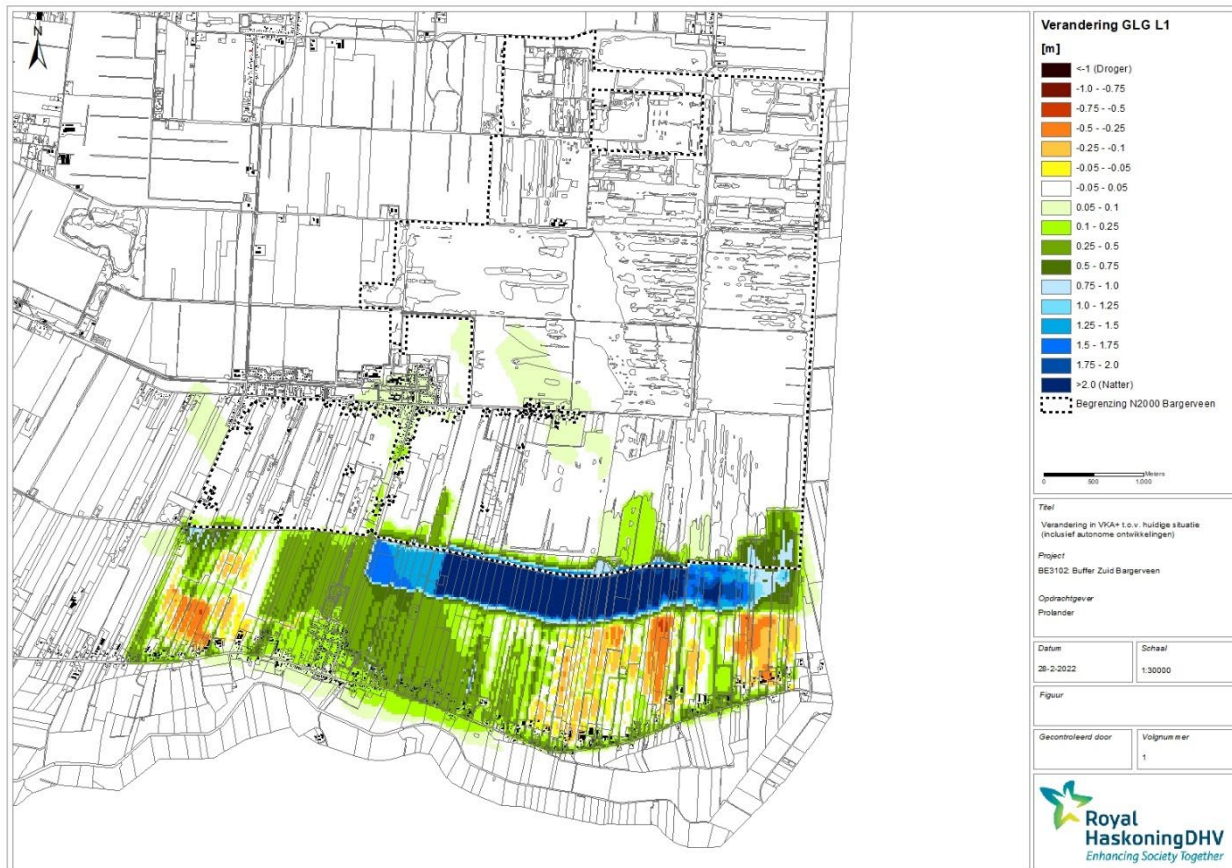 N
Verandering GLG L1
[m]
<-1 (Droger)
-1.0 - -0.75
-0.75 - -0.5
-0.5 - -0.25
-0.25 - -0.1
-0.05 - -0.05
-0.05 - 0.05
0.05 - 0.1
0.1 - 0.25
0.25 - 0.5
0.5 - 0.75
0.75 - 1.0
1.0 - 1.25
1.25 - 1.5
1.5 - 1.75
1.75 - 2.0
>2.0 (Natter)
Begrenzing N2000 Bargerveen
Meters
0 500 1.000
Titel
Verandering in VKA+ t.o.v. huidige situatie
(inclusief autonome ontwikkelingen)
Project
BE3102: Buffer Zuid Bargerveen
Opdrachtgever
Prolander
Datum Schaal
28-2-2022 1:30000
Figuur
Gecontroleerd door Volgnummer
1
Royal
HaskoningDHV
Enhancing Society Together